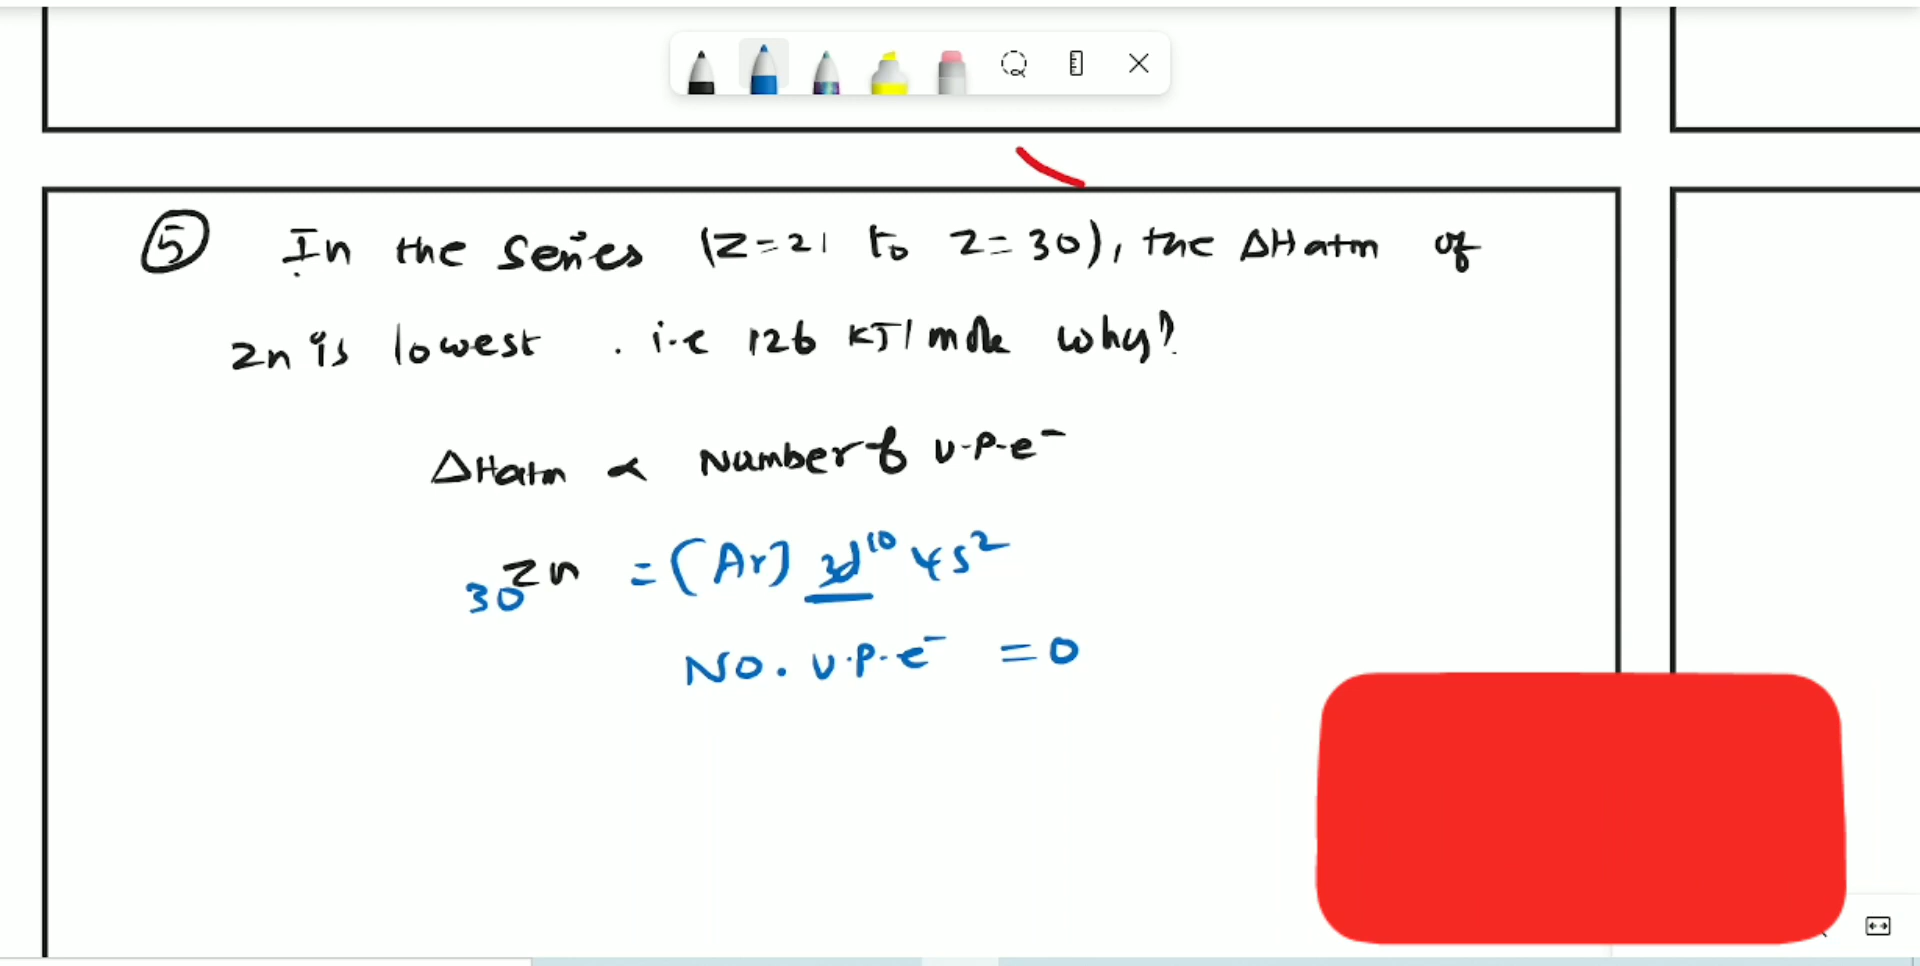 ⑤ In the series (Z=21 to Z=30), the ΔHatm of
Zn is lowest . i.e 126 KJ/mole why?
ΔHatm ∝ Number of U.P.e⁻
₃₀Zn = [Ar] 3d¹⁰ 4s²
NO. U.P.e⁻ = 0